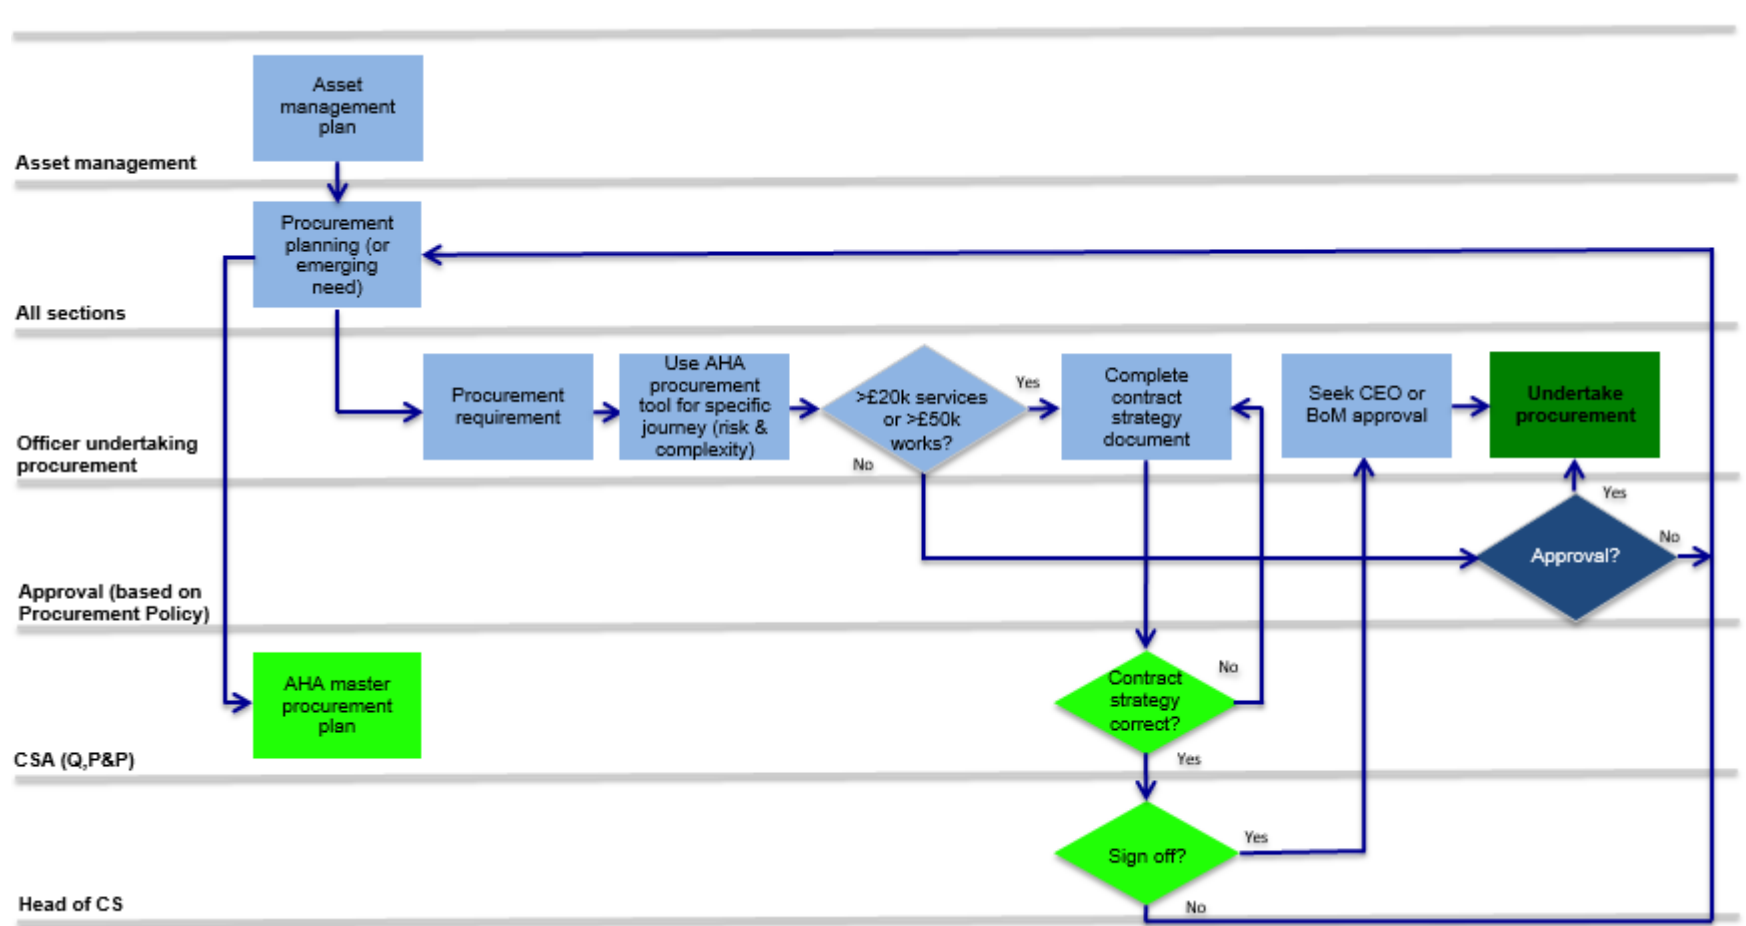 Asset
management
plan
Asset management
Procurement
planning (or
emerging
need)
All sections
Procurement
requirement
Use AHA
procurement
tool for specific
journey (risk &
complexity)
>£20k services
or >£50k
works?
Yes
No
Complete
contract
strategy
document
Seek CEO or
BoM approval
Undertake
procurement
Officer undertaking
procurement
Yes
Approval?
No
Approval (based on
Procurement Policy)
AHA master
procurement
plan
Contract
strategy
correct?
No
Yes
CSA (Q,P&P)
Sign off?
Yes
No
Head of CS